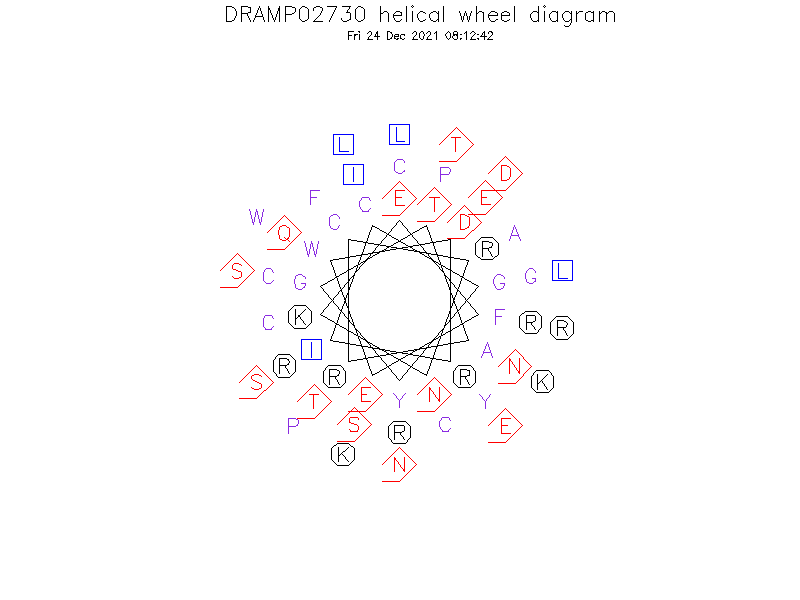 DRAMP02730 helical wheel diagram
Fri 24 Dec 2021 08:12:42
L
L T
C
I P D
F E E
C T
W
C D
Q A
W R
S L
C G
G G
K F
C R
R
I A
R N
R R
S K
E N
T Y Y
P S C E
R
K
N